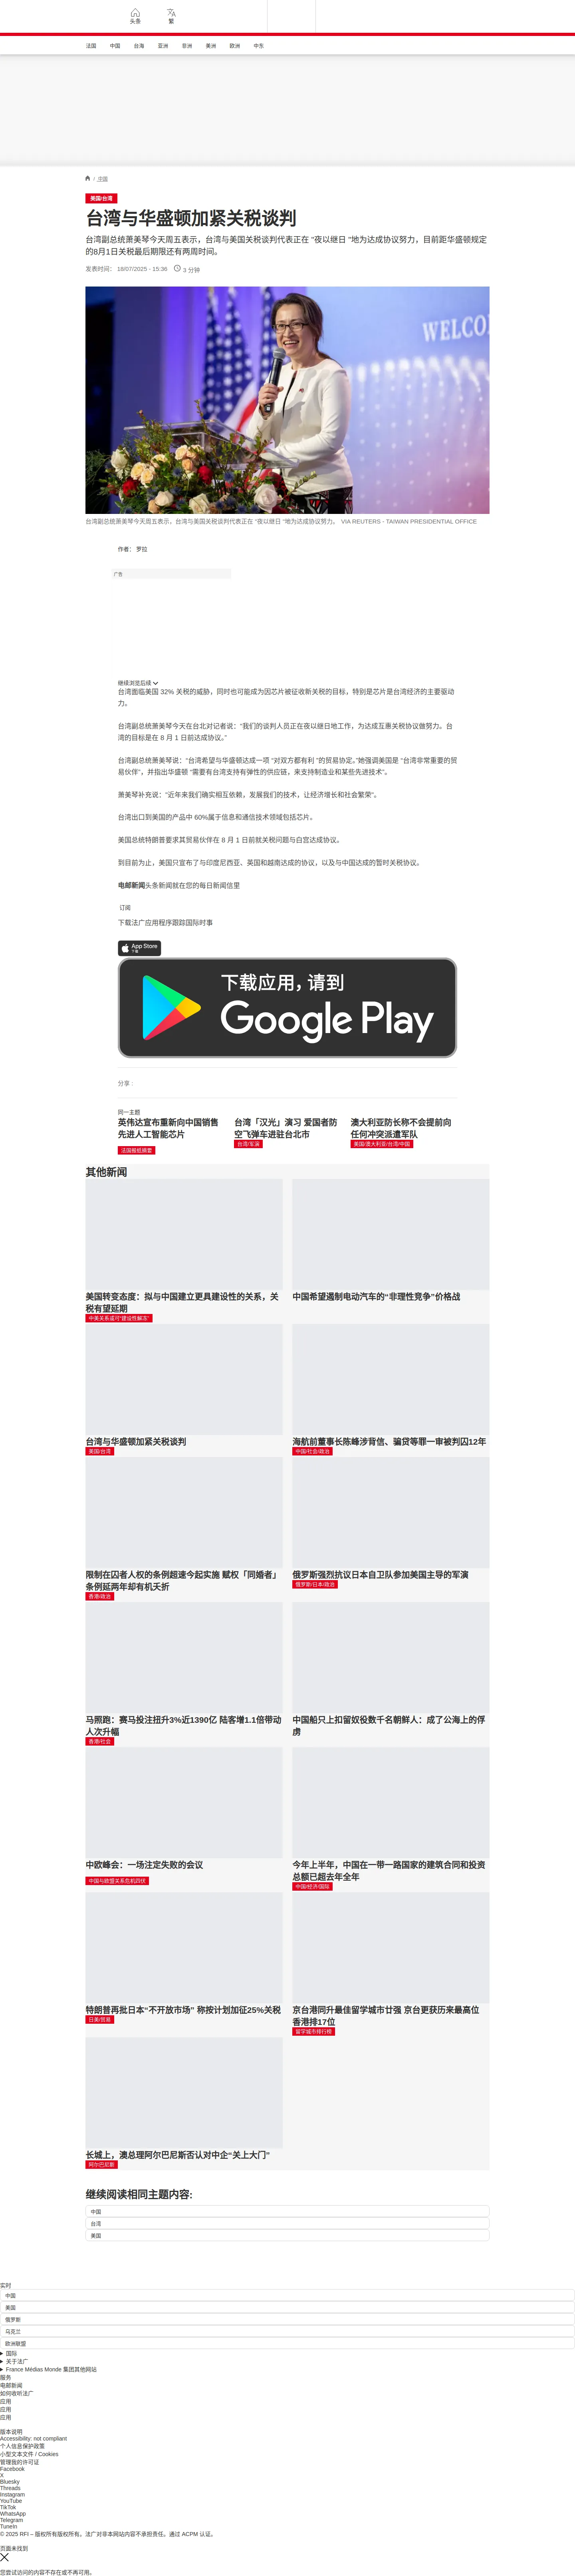 头条
繁
法国
中国
台海
亚洲
非洲
美洲
欧洲
中东
/ 中国
美国/台湾
台湾与华盛顿加紧关税谈判
台湾副总统萧美琴今天周五表示，台湾与美国关税谈判代表正在 "夜以继日 "地为达成协议努力，目前距华盛顿规定
的8月1日关税最后期限还有两周时间。
发表时间： 18/07/2025 - 15:36
3 分钟
WELCO
台湾副总统萧美琴今天周五表示，台湾与美国关税谈判代表正在 "夜以继日 "地为达成协议努力。 VIA REUTERS - TAIWAN PRESIDENTIAL OFFICE
作者： 罗拉
广告
继续浏览后续
台湾面临美国 32% 关税的威胁，同时也可能成为因芯片被征收新关税的目标，特别是芯片是台湾经济的主要驱动
力。
台湾副总统萧美琴今天在台北对记者说：“我们的谈判人员正在夜以继日地工作，为达成互惠关税协议做努力。台
湾的目标是在 8 月 1 日前达成协议。”
台湾副总统萧美琴说：“台湾希望与华盛顿达成一项 “对双方都有利 ”的贸易协定。”她强调美国是 “台湾非常重要的贸
易伙伴”，并指出华盛顿 “需要有台湾支持有弹性的供应链，来支持制造业和某些先进技术”。
萧美琴补充说：“近年来我们确实相互依赖，发展我们的技术，让经济增长和社会繁荣”。
台湾出口到美国的产品中 60%属于信息和通信技术领域包括芯片。
美国总统特朗普要求其贸易伙伴在 8 月 1 日前就关税问题与白宫达成协议。
到目前为止，美国只宣布了与印度尼西亚、英国和越南达成的协议，以及与中国达成的暂时关税协议。
电邮新闻头条新闻就在您的每日新闻信里
订阅
下载法广应用程序跟踪国际时事
App Store
下载
下载应用，请到
Google Play
分享 :
同一主题
英伟达宣布重新向中国销售
先进人工智能芯片
法国报纸摘要
台湾「汉光」演习 爱国者防
空飞弹车进驻台北市
台湾/军演
澳大利亚防长称不会提前向
任何冲突派遣军队
美国/澳大利亚/台湾/中国
其他新闻
美国转变态度：拟与中国建立更具建设性的关系，关
税有望延期
中美关系或可“建设性解冻”
中国希望遏制电动汽车的“非理性竞争”价格战
台湾与华盛顿加紧关税谈判
美国/台湾
海航前董事长陈峰涉背信、骗贷等罪一审被判囚12年
中国/社会/政治
限制在囚者人权的条例超速今起实施 赋权「同婚者」
条例延两年却有机夭折
香港/政治
俄罗斯强烈抗议日本自卫队参加美国主导的军演
俄罗斯/日本/政治
马照跑：赛马投注扭升3%近1390亿 陆客增1.1倍带动
人次升幅
香港/社会
中国船只上扣留奴役数千名朝鲜人：成了公海上的俘
虏
中欧峰会：一场注定失败的会议
中国与欧盟关系危机四伏
今年上半年，中国在一带一路国家的建筑合同和投资
总额已超去年全年
中国/经济/国际
特朗普再批日本“不开放市场” 称按计划加征25%关税
日美/贸易
京台港同升最佳留学城市廿强 京台更获历来最高位
香港排17位
留学城市排行榜
长城上，澳总理阿尔巴尼斯否认对中企“关上大门”
阿尔巴尼斯
继续阅读相同主题内容:
中国
台湾
美国
实时
中国
美国
俄罗斯
乌克兰
欧洲联盟
国际
关于法广
France Médias Monde 集团其他网站
服务
电邮新闻
如何收听法广
应用
应用
应用
版本说明
Accessibility: not compliant
个人信息保护政策
小型文本文件 / Cookies
管理我的许可证
Facebook
X
Bluesky
Threads
Instagram
YouTube
TikTok
WhatsApp
Telegram
TuneIn
© 2025 RFI – 版权所有版权所有。法广对非本网站内容不承担责任。通过 ACPM 认证。
页面未找到
您尝试访问的内容不存在或不再可用。